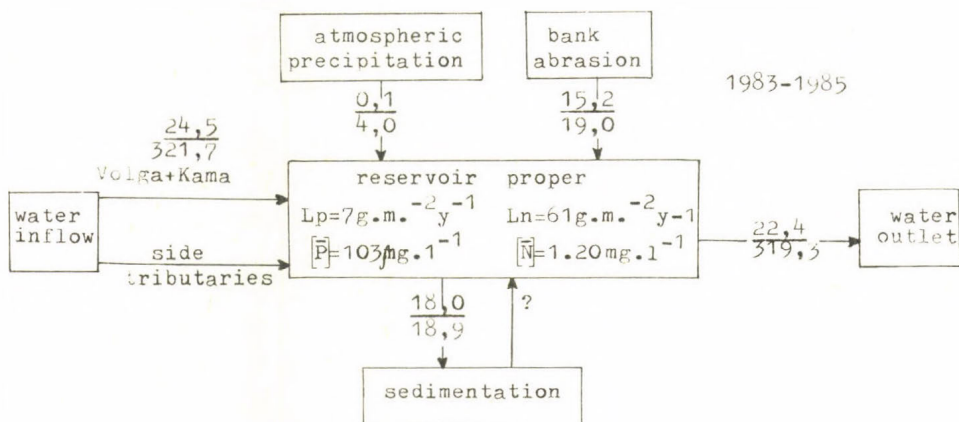 atmospheric
precipitation
bank
abrasion
1983-1985
0,1
4,0
15,2
19,0
24,5
321,7
Volga+Kama
water
inflow
side
tributaries
reservoir proper
Lp=7g.m.⁻²y⁻¹ Ln=61g.m.⁻²y-1
[P̄]=103µmg.l⁻¹ [N̄]=1.20mg.l⁻¹
22,4
319,3
water
outlet
18,0
18,9
?
sedimentation